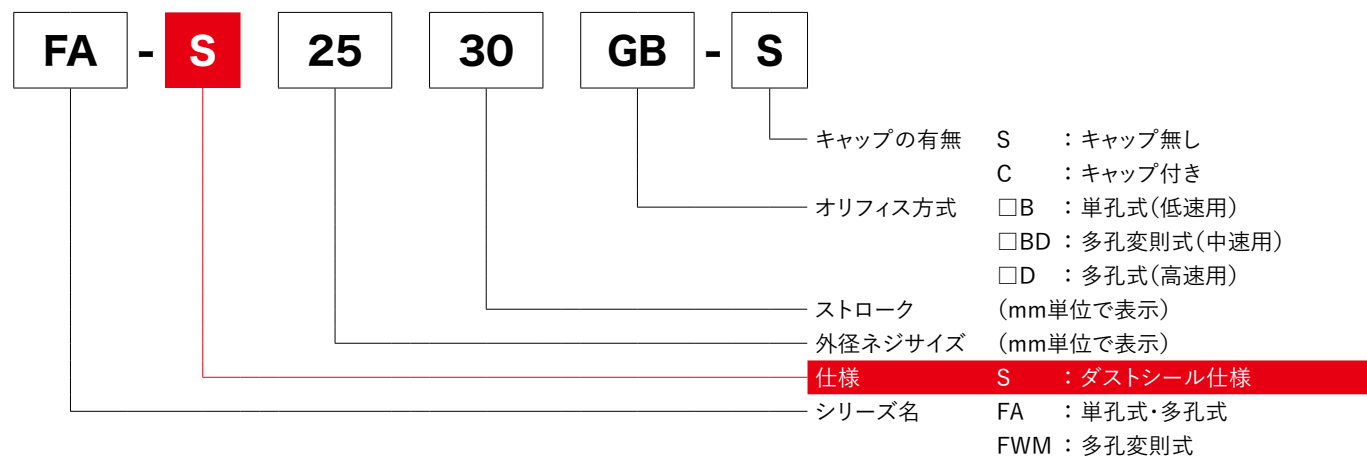 FA - S 25 30 GB - S
キャップの有無 S :キャップ無し
C :キャップ付き
オリフィス方式 □B :単孔式(低速用)
□BD :多孔変則式(中速用)
□D :多孔式(高速用)
ストローク (mm単位で表示)
外径ネジサイズ (mm単位で表示)
仕様 S :ダストシール仕様
シリーズ名 FA :単孔式・多孔式
FWM :多孔変則式